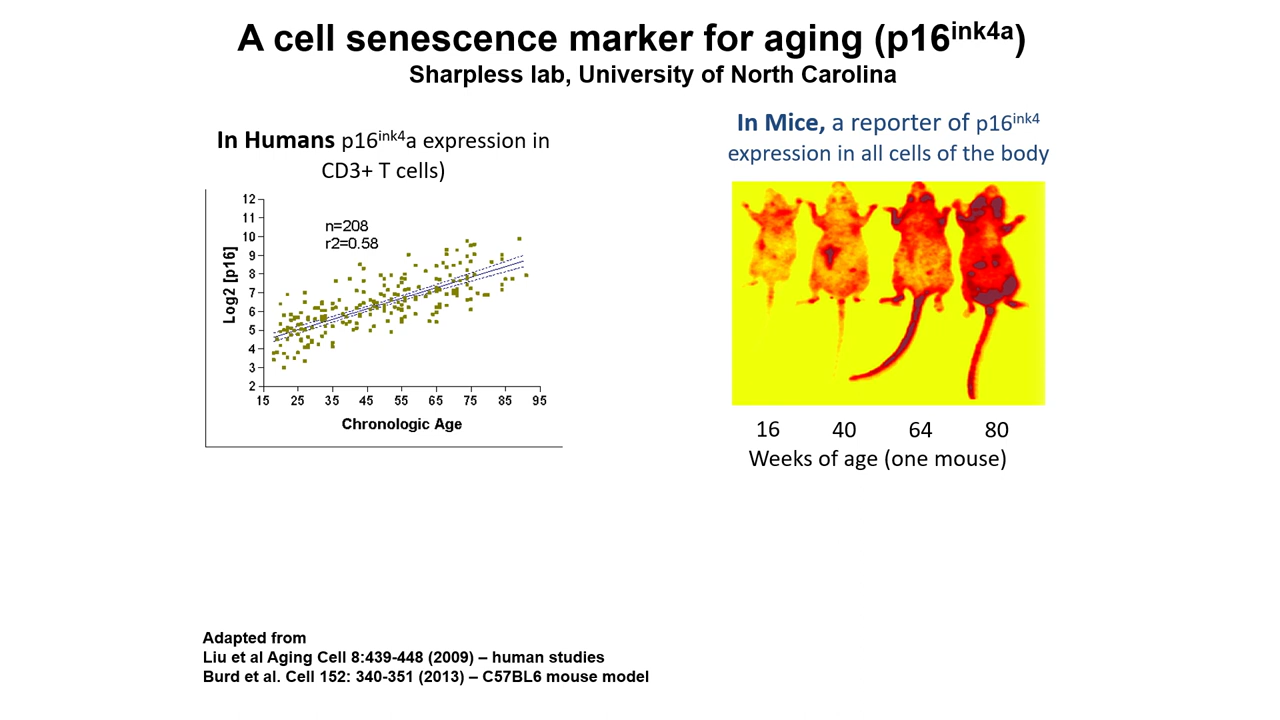 A cell senescence marker for aging (p16ink4a)
Sharpless lab, University of North Carolina
In Humans p16ink4a expression in
CD3+ T cells)
12
11
10
9
8
7
6
5
4
3
2
Log2 [p16]
n=208
r2=0.58
15 25 35 45 55 65 75 85 95
Chronologic Age
In Mice, a reporter of p16ink4
expression in all cells of the body
16 40 64 80
Weeks of age (one mouse)
Adapted from
Liu et al Aging Cell 8:439-448 (2009) – human studies
Burd et al. Cell 152: 340-351 (2013) – C57BL6 mouse model